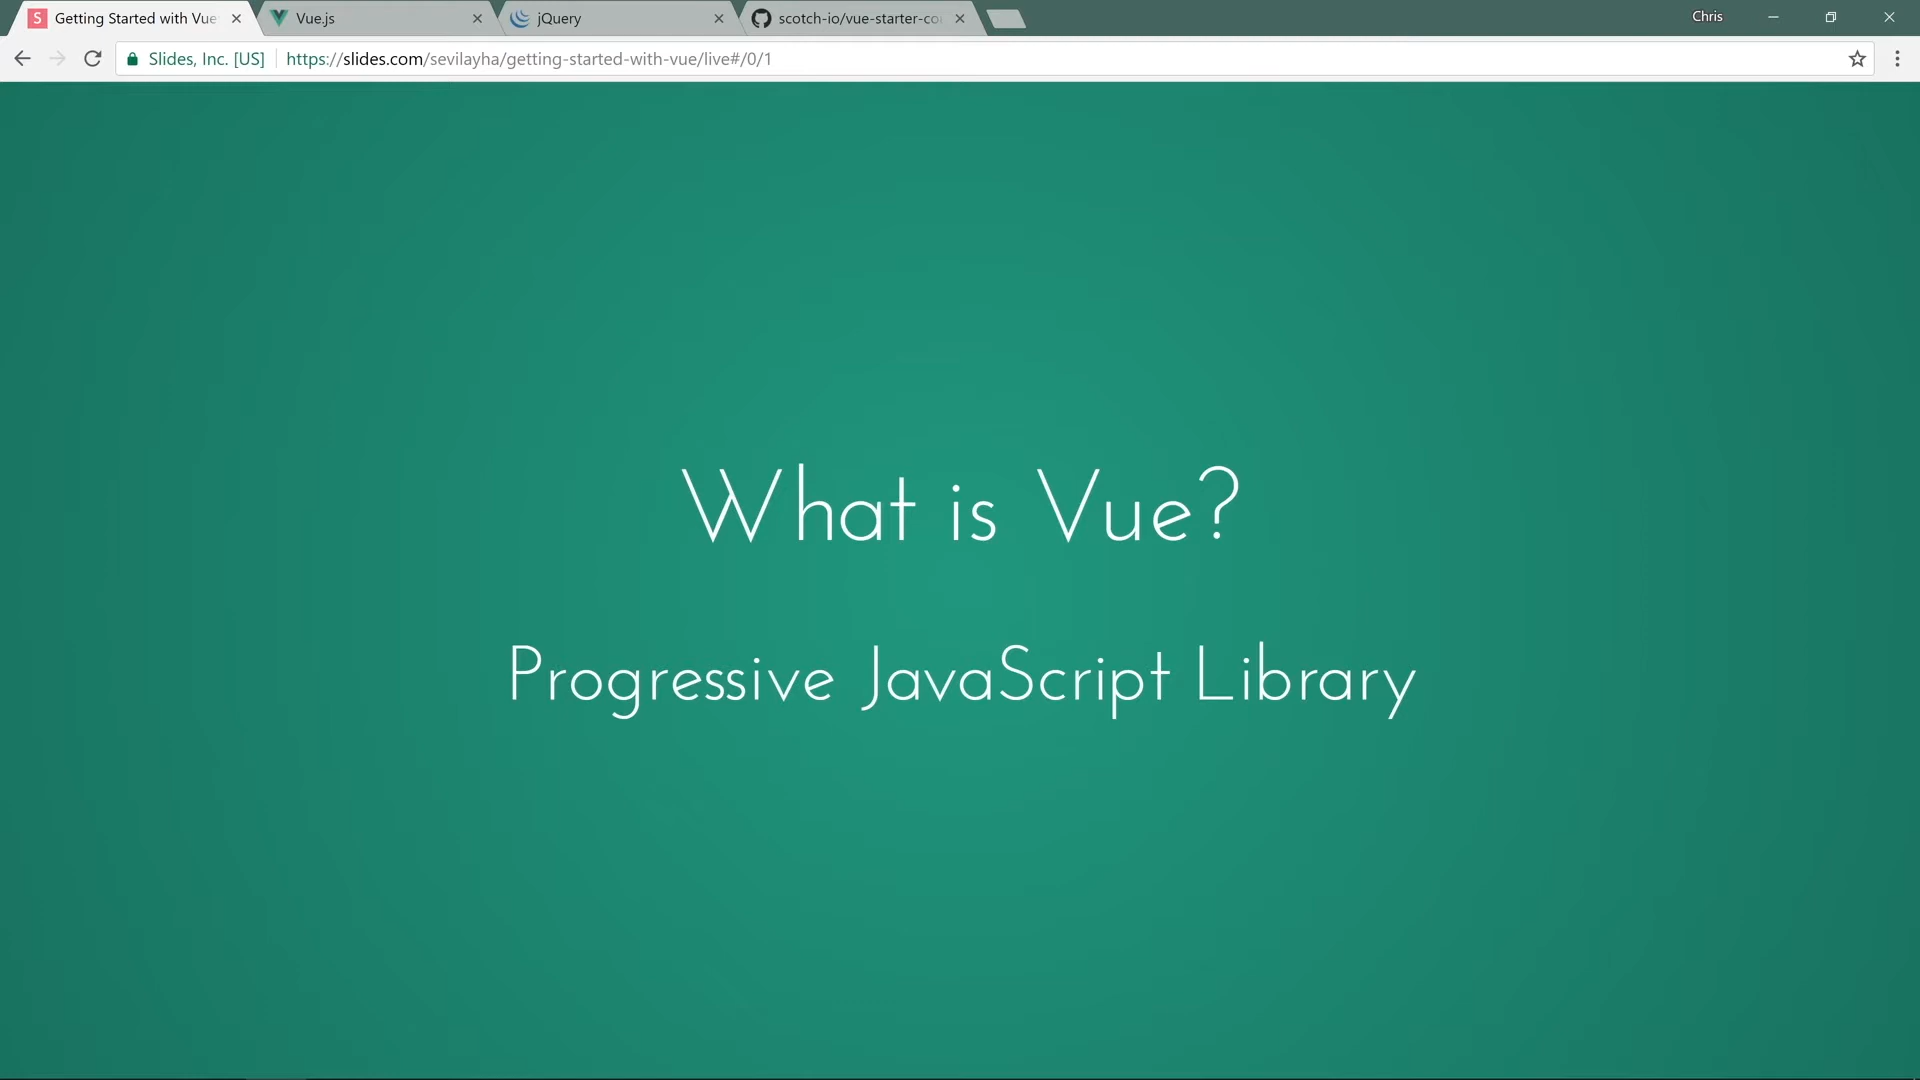 S Getting Started with Vue
Vue.js
jQuery
scotch-io/vue-starter-co
Chris
Slides, Inc. [US]
https://slides.com/sevilayha/getting-started-with-vue/live#/0/1
What is Vue?
Progressive JavaScript Library